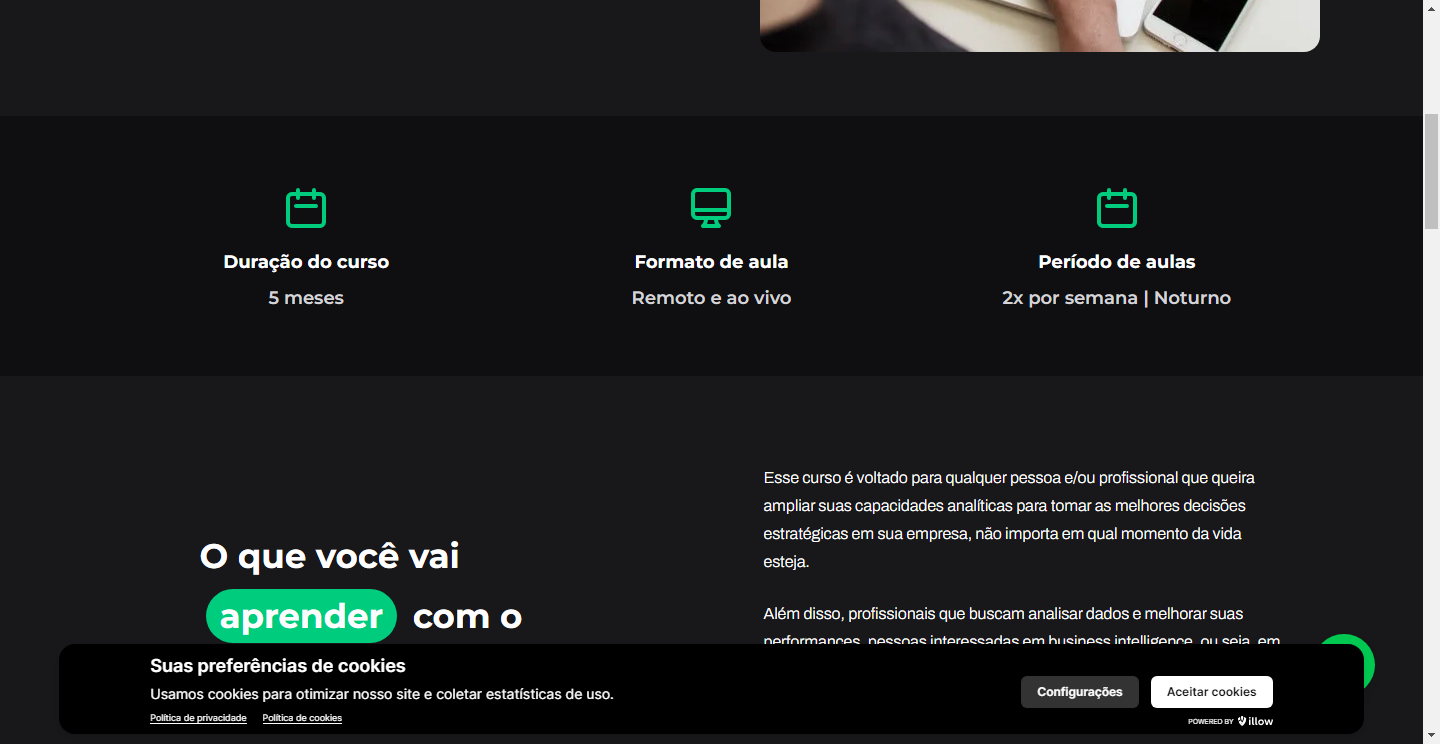 Duração do curso
5 meses
Formato de aula
Remoto e ao vivo
Período de aulas
2x por semana | Noturno
O que você vai
aprender com o
Esse curso é voltado para qualquer pessoa e/ou profissional que queira
ampliar suas capacidades analíticas para tomar as melhores decisões
estratégicas em sua empresa, não importa em qual momento da vida
esteja.
Além disso, profissionais que buscam analisar dados e melhorar suas
performances, pessoas interessadas em business intelligence, ou seja, em
Suas preferências de cookies
Usamos cookies para otimizar nosso site e coletar estatísticas de uso.
Política de privacidade Política de cookies
Configurações
Aceitar cookies
POWERED BY illow